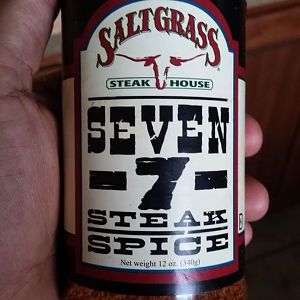 SALTGRASS
STEAK HOUSE
SEVEN
-7-
STEAK
SPICE
Net weight 12 oz. (340g)